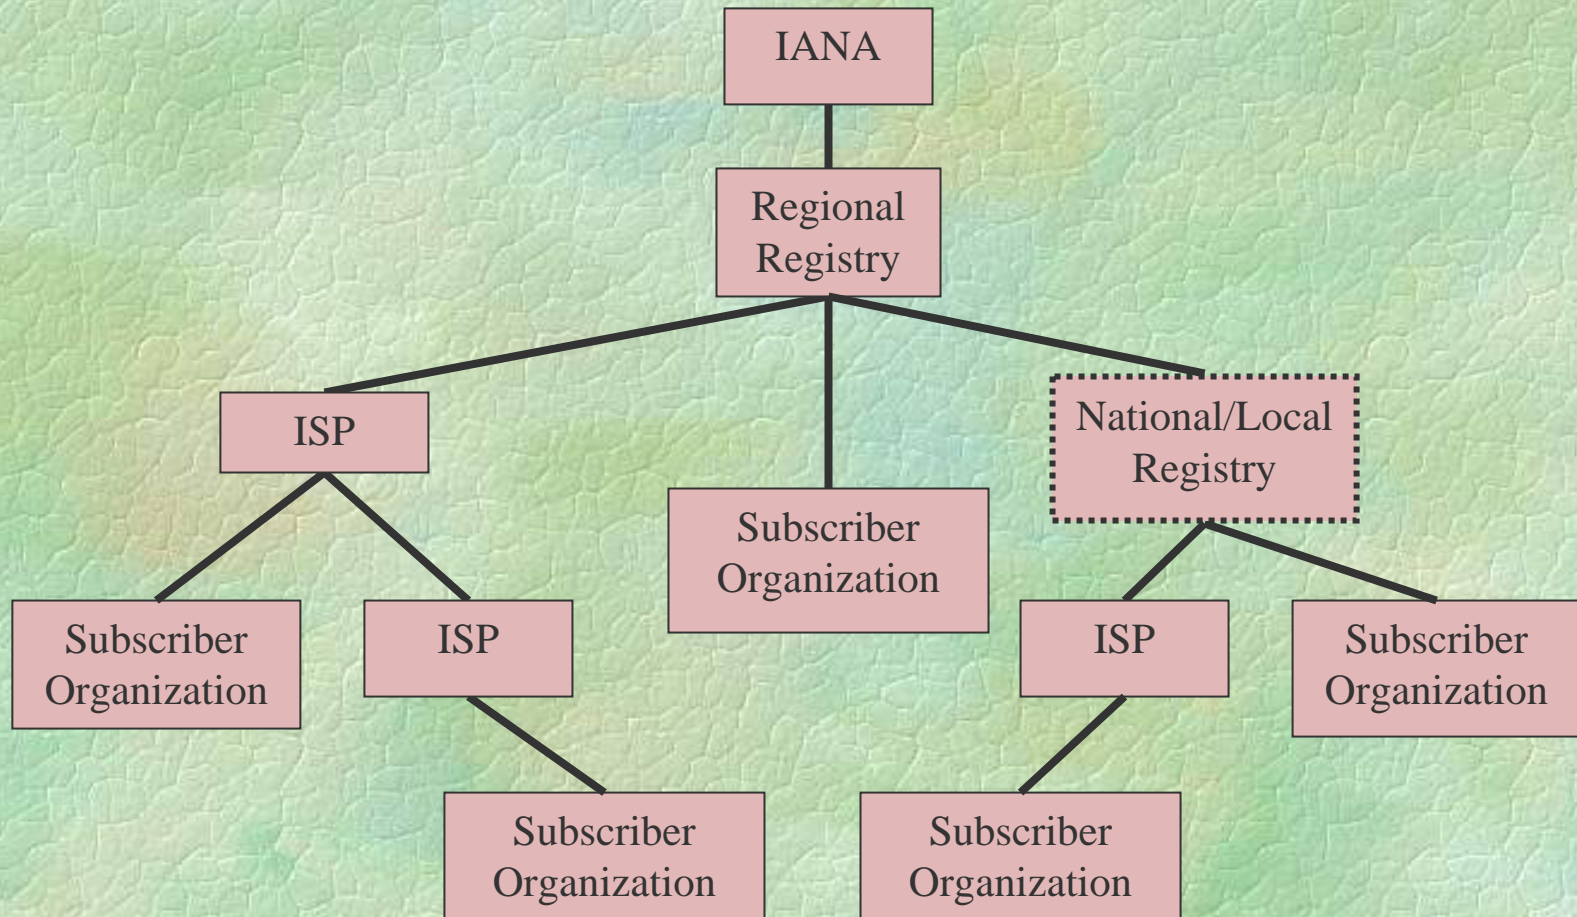 IANA
Regional
Registry
ISP
National/Local
Registry
Subscriber
Organization
Subscriber
Organization
ISP
ISP
Subscriber
Organization
Subscriber
Organization
Subscriber
Organization